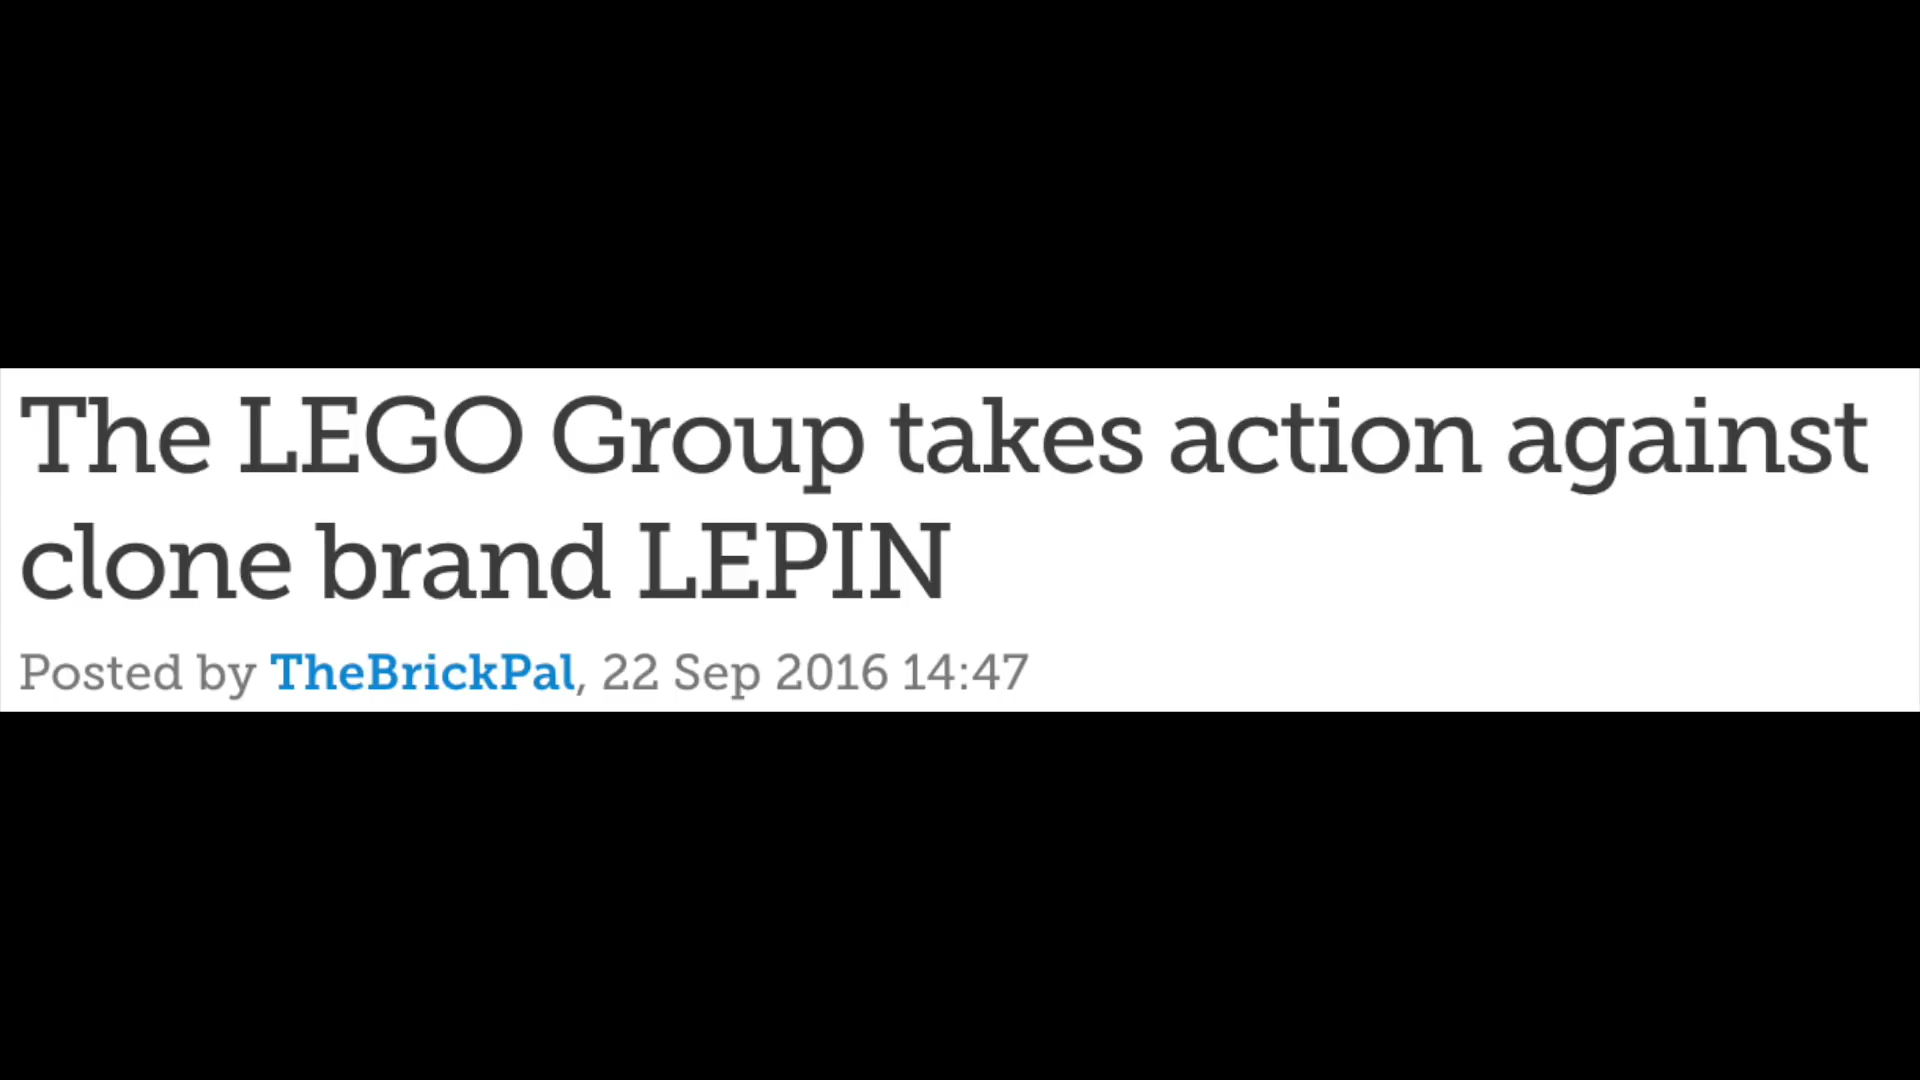 The LEGO Group takes action against
clone brand LEPIN
Posted by TheBrickPal, 22 Sep 2016 14:47